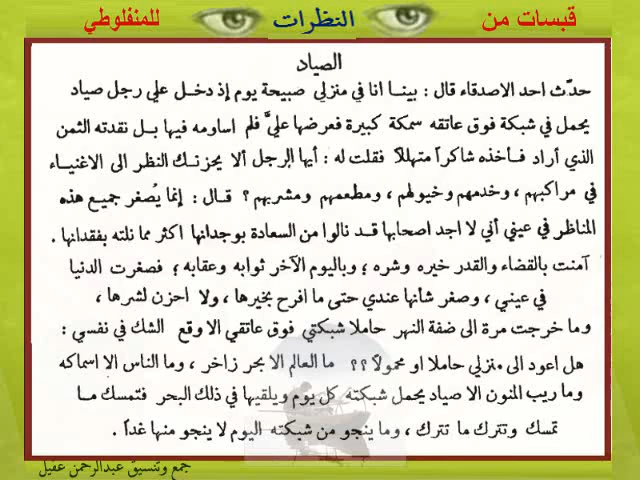 قبسات من النظرات للمنفلوطي
الصياد
حدّث احد الاصدقاء قال : بينما انا في منزلي صبيحة يوم إذ دخل علي رجل صياد
يحمل في شبكة فوق عاتقه سمكة كبيرة فعرضها عليَّ فلم اساومه فيها بل نقدته الثمن
الذي أراد فأخذه شاكراً متهللاً فقلت له : أيها الرجل ألا يحزنك النظر الى الاغنياء
في مراكبهم ، وخدمهم وخيولهم ، ومطعمهم ومشربهم ؟ قال : إنما يُصغر جميع هذه
المناظر في عيني أني لا اجد اصحابها قد نالوا من السعادة بوجدانها اكثر مما نلته بفقدانها .
آمنت بالقضاء والقدر خيره وشره ؛ وباليوم الآخر ثوابه وعقابه ؛ فصغرت الدنيا
في عيني ، وصغر شأنها عندي حتى ما افرح بخيرها ، ولا احزن لشرها ،
وما خرجت مرة الى ضفة النهر حاملا شبكتي فوق عاتقي الا وقع الشك في نفسي :
هل اعود الى منزلي حاملا او محمولاً ؟؟ ما العالم الا بحر زاخر ، وما الناس الا اسماكه
وما ريب المنون الا صياد يحمل شبكته كل يوم ويلقيها في ذلك البحر فتمسك ما
تمسك وتترك ما تترك ، وما ينجو من شبكته اليوم لا ينجو منها غداً .
جمع وتنسيق عبدالرحمن عقيل